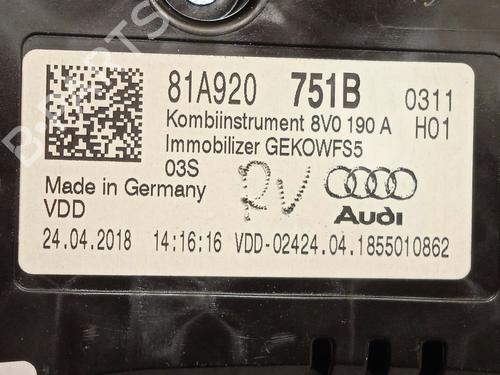 81A920 751B 0311
Kombiinstrument 8V0 190 A H01
Immobilizer GEKOWFS5
03S
RV
Made in Germany
VDD
Audi
24.04.2018 14:16:16 VDD-02424.04.1855010862
B-PARTS